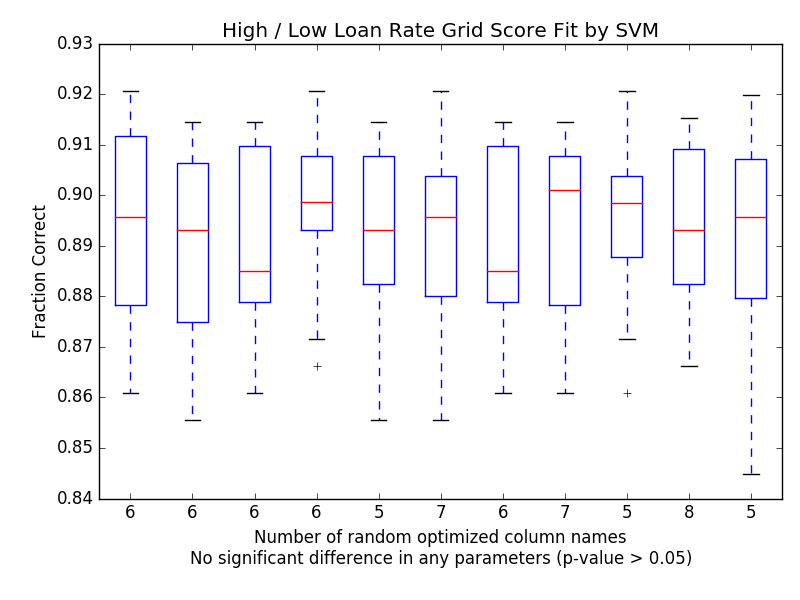 High / Low Loan Rate Grid Score Fit by SVM
0.93
0.92
0.91
0.90
0.89
0.88
0.87
0.86
0.85
0.84
Fraction Correct
6 6 6 6 5 7 6 7 5 8 5
Number of random optimized column names
No significant difference in any parameters (p-value > 0.05)